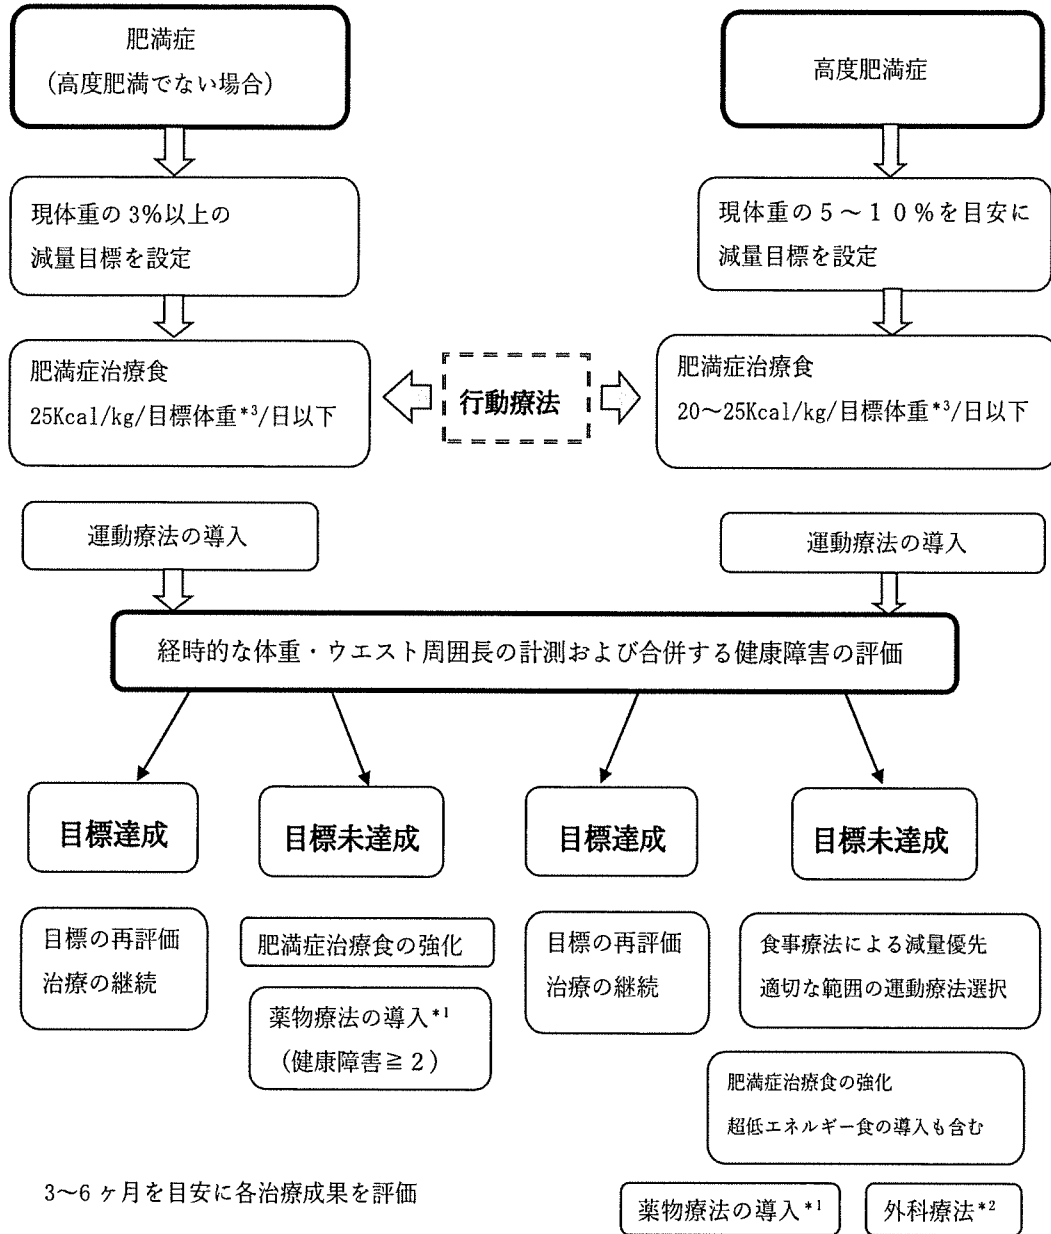 肥満症
(高度肥満でない場合)
高度肥満症
現体重の3%以上の
減量目標を設定
現体重の5～10%を目安に
減量目標を設定
肥満症治療食
25Kcal/kg/目標体重*3/日以下
行動療法
肥満症治療食
20～25Kcal/kg/目標体重*3/日以下
運動療法の導入
運動療法の導入
経時的な体重・ウエスト周囲長の計測および合併する健康障害の評価
目標達成
目標未達成
目標達成
目標未達成
目標の再評価
治療の継続
肥満症治療食の強化
薬物療法の導入*1
（健康障害≧2）
目標の再評価
治療の継続
食事療法による減量優先
適切な範囲の運動療法選択
肥満症治療食の強化
超低エネルギー食の導入も含む
3～6ヶ月を目安に各治療成果を評価
薬物療法の導入*1
外科療法*2